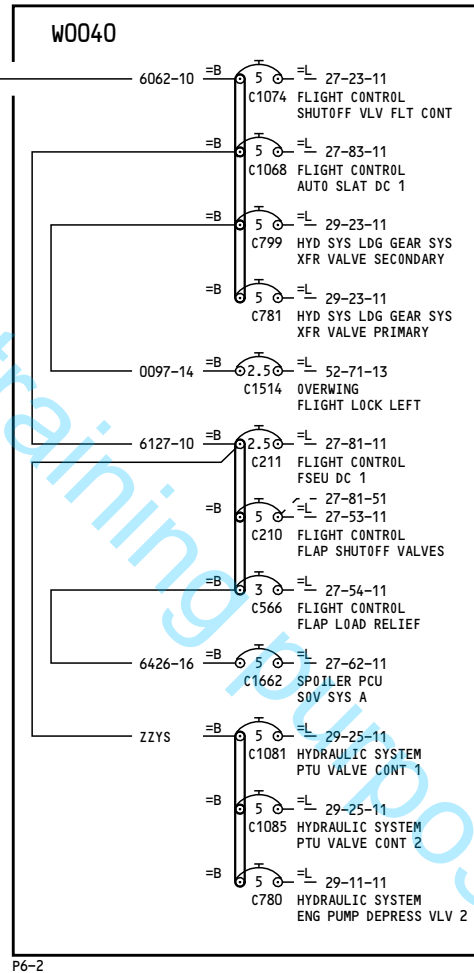 W0040
6062-10 =B 5 =L 27-23-11
C1074 FLIGHT CONTROL
SHUTOFF VLV FLT CONT
=B 5 =L 27-83-11
C1068 FLIGHT CONTROL
AUTO SLAT DC 1
=B 5 =L 29-23-11
C799 HYD SYS LDG GEAR SYS
XFR VALVE SECONDARY
=B 5 =L 29-23-11
C781 HYD SYS LDG GEAR SYS
XFR VALVE PRIMARY
0097-14 =B 2.5 =L 52-71-13
C1514 OVERWING
FLIGHT LOCK LEFT
6127-10 =B 2.5 =L 27-81-11
C211 FLIGHT CONTROL
FSEU DC 1
27-81-51
=B 5 =L 27-53-11
C210 FLIGHT CONTROL
FLAP SHUTOFF VALVES
=B 3 =L 27-54-11
C566 FLIGHT CONTROL
FLAP LOAD RELIEF
6426-16 =B 5 =L 27-62-11
C1662 SPOILER PCU
SOV SYS A
ZZYS =B 5 =L 29-25-11
C1081 HYDRAULIC SYSTEM
PTU VALVE CONT 1
=B 5 =L 29-25-11
C1085 HYDRAULIC SYSTEM
PTU VALVE CONT 2
=B 5 =L 29-11-11
C780 HYDRAULIC SYSTEM
ENG PUMP DEPRESS VLV 2
P6-2
training purpos